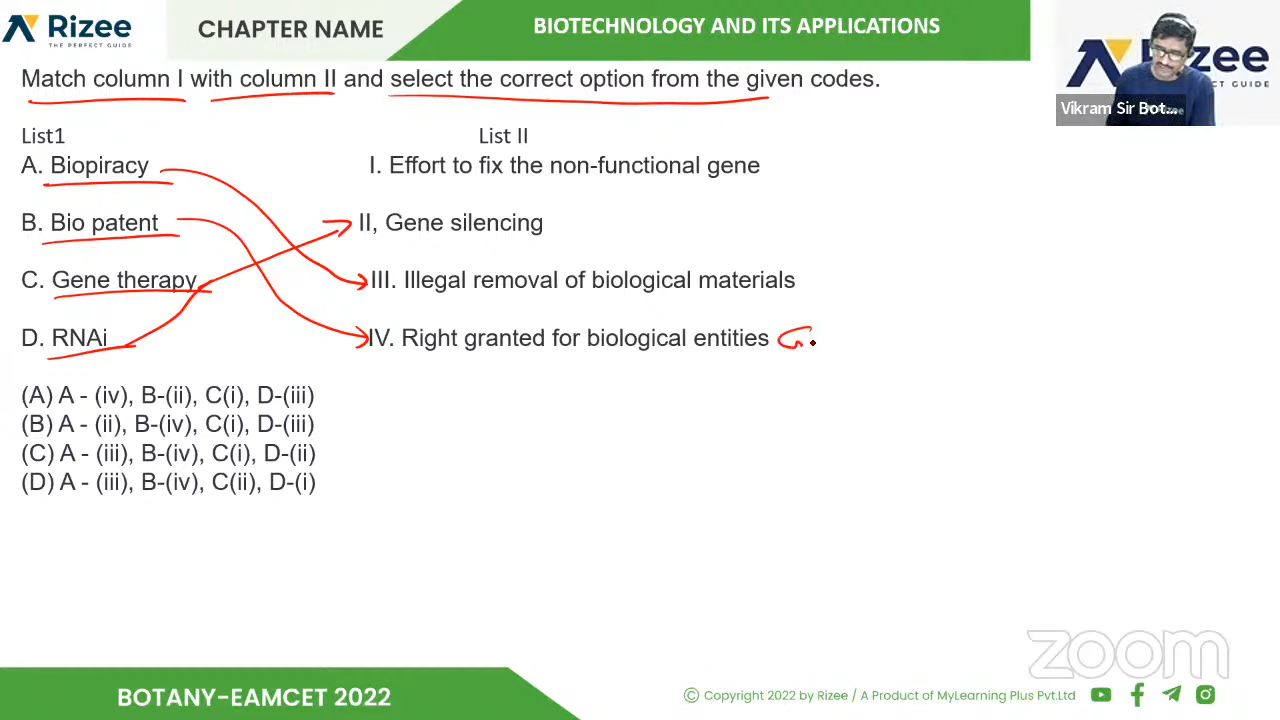 Rizee
THE PERFECT GUIDE
CHAPTER NAME
BIOTECHNOLOGY AND ITS APPLICATIONS
Match column I with column II and select the correct option from the given codes.
List1 List II
A. Biopiracy I. Effort to fix the non-functional gene
B. Bio patent II, Gene silencing
C. Gene therapy III. Illegal removal of biological materials
D. RNAi IV. Right granted for biological entities
(A) A - (iv), B-(ii), C(i), D-(iii)
(B) A - (ii), B-(iv), C(i), D-(iii)
(C) A - (iii), B-(iv), C(i), D-(ii)
(D) A - (iii), B-(iv), C(ii), D-(i)
Vikram Sir Bot...
zoom
BOTANY-EAMCET 2022
© Copyright 2022 by Rizee / A Product of MyLearning Plus Pvt.Ltd